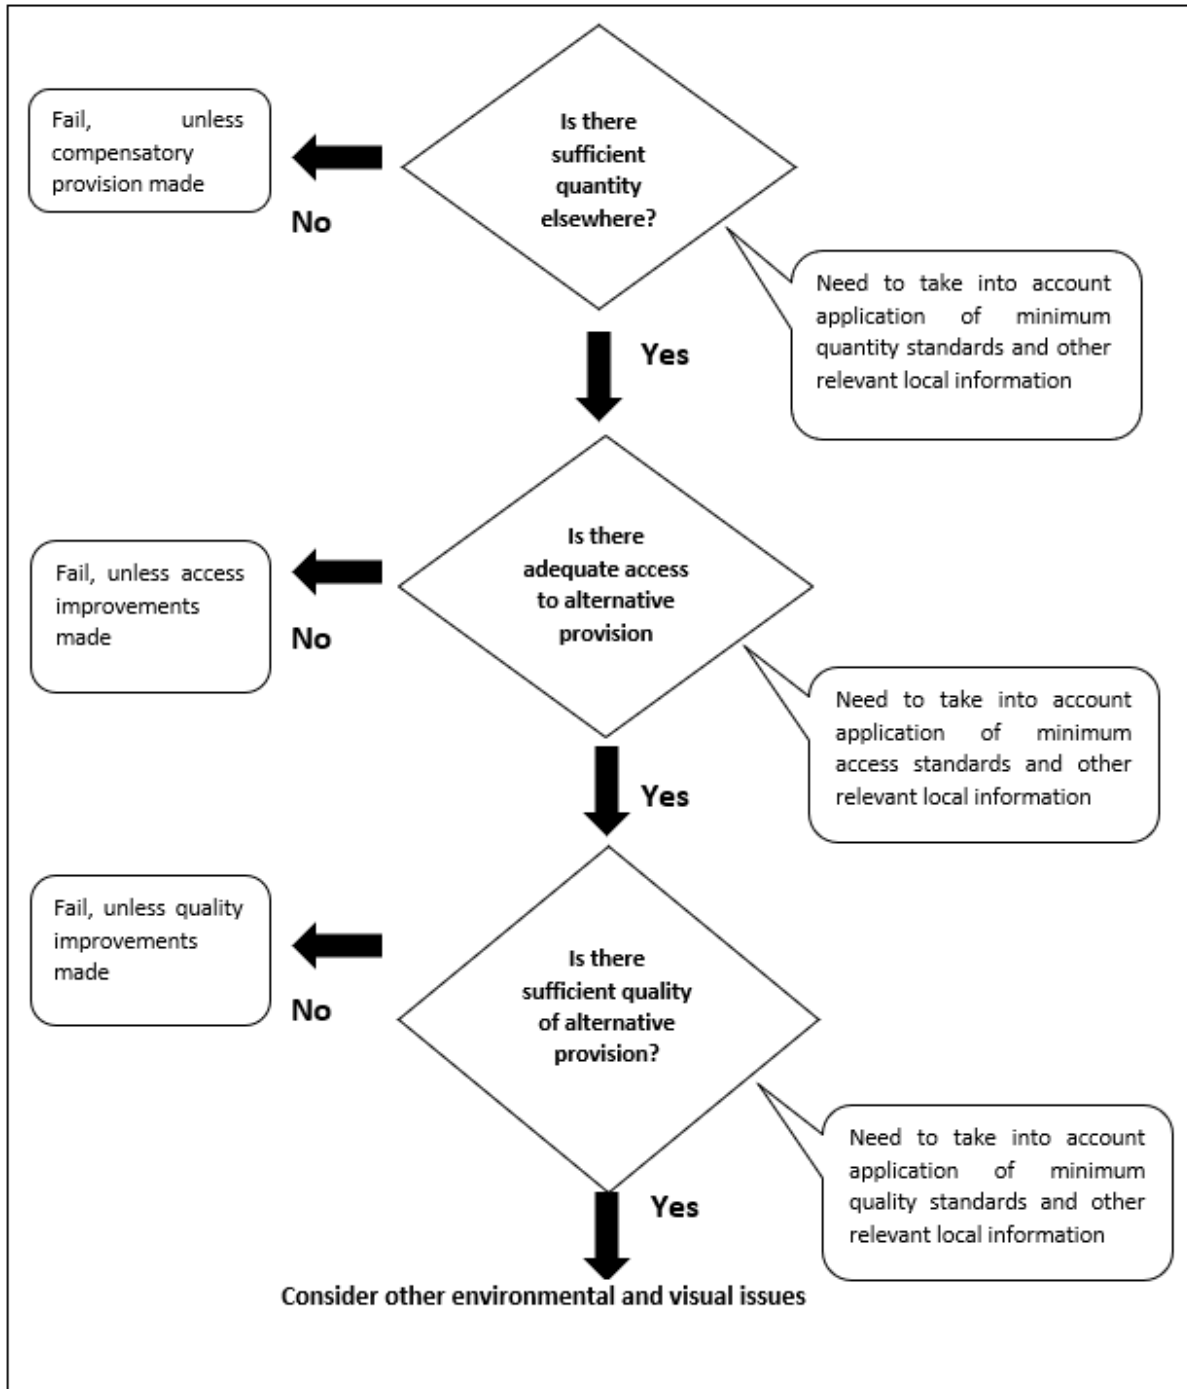 Is there
sufficient
quantity
elsewhere?
Fail, unless
compensatory
provision made
No
Need to take into account
application of minimum
quantity standards and other
relevant local information
Yes
Is there
adequate access
to alternative
provision
Fail, unless access
improvements
made
No
Need to take into account
application of minimum
access standards and other
relevant local information
Yes
Is there
sufficient quality
of alternative
provision?
Fail, unless quality
improvements
made
No
Need to take into account
application of minimum
quality standards and other
relevant local information
Yes
Consider other environmental and visual issues